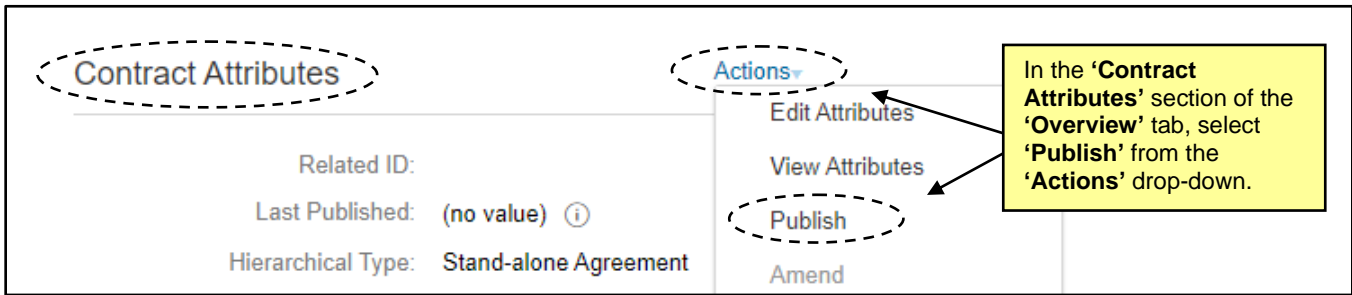 Contract Attributes
Actions
Edit Attributes
View Attributes
Publish
Amend
Related ID:
Last Published: (no value)
Hierarchical Type: Stand-alone Agreement
In the ‘Contract
Attributes’ section of the
‘Overview’ tab, select
‘Publish’ from the
‘Actions’ drop-down.